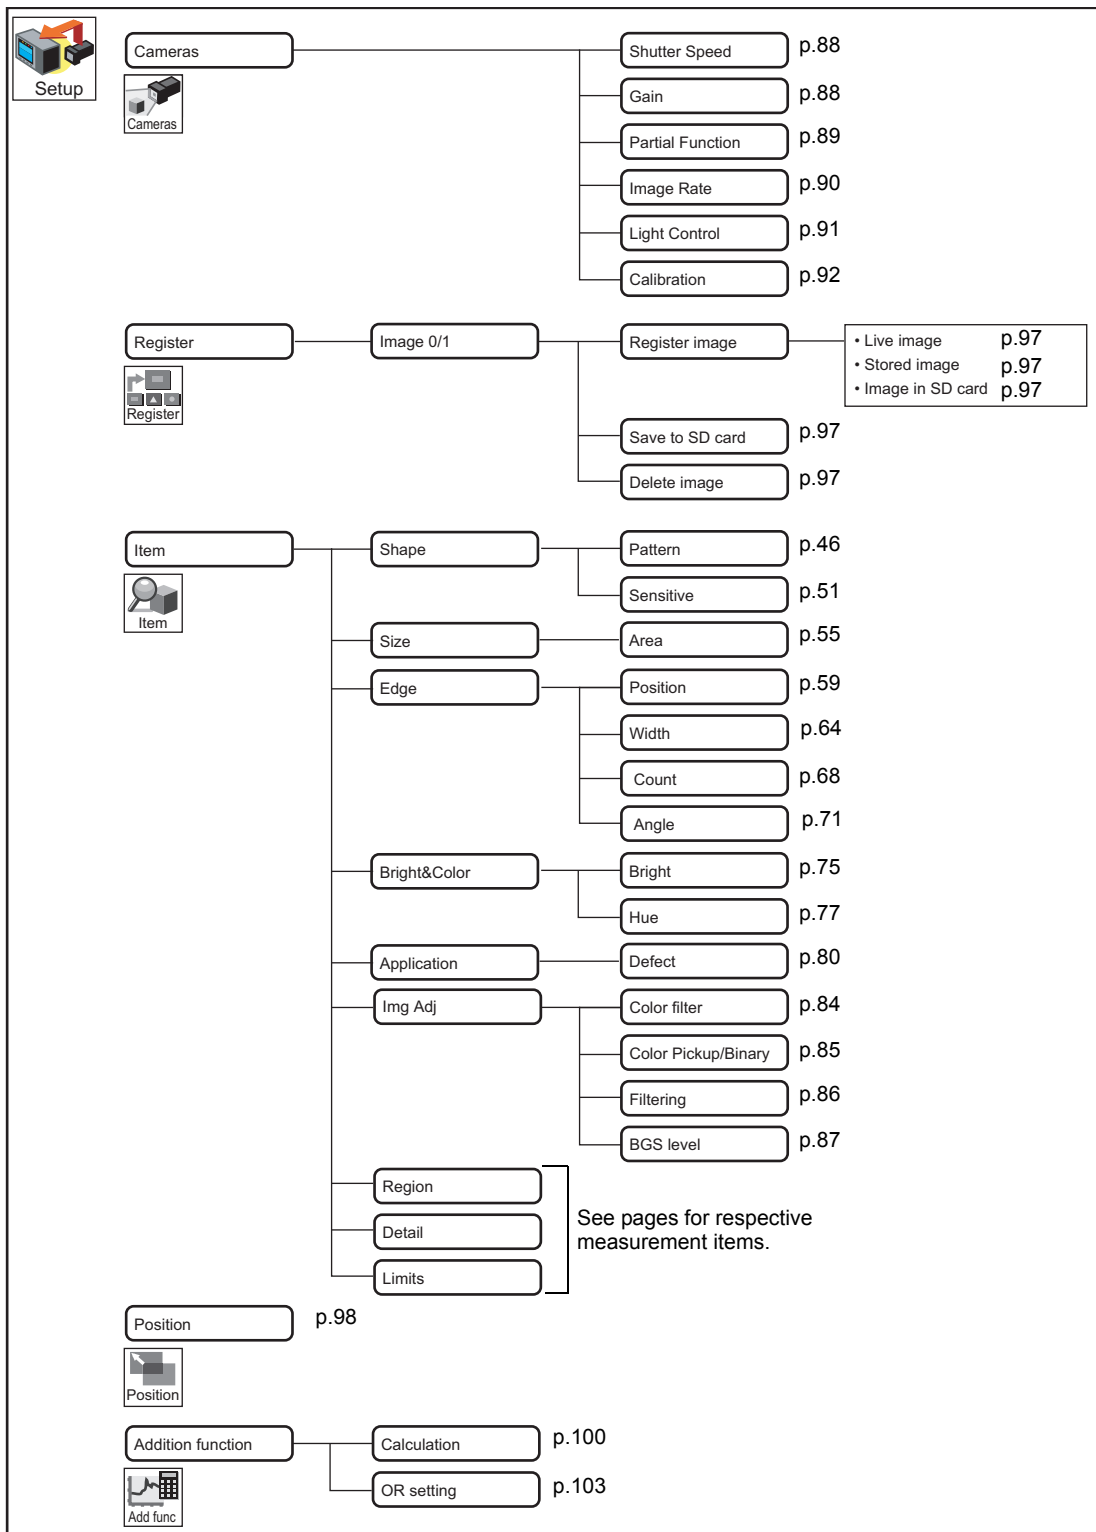 Setup
Cameras
Cameras
Shutter Speed p.88
Gain p.88
Partial Function p.89
Image Rate p.90
Light Control p.91
Calibration p.92
Register
Register
Image 0/1
Register image
• Live image p.97
• Stored image p.97
• Image in SD card p.97
Save to SD card p.97
Delete image p.97
Item
Item
Shape
Pattern p.46
Sensitive p.51
Size
Area p.55
Edge
Position p.59
Width p.64
Count p.68
Angle p.71
Bright&Color
Bright p.75
Hue p.77
Application
Defect p.80
Img Adj
Color filter p.84
Color Pickup/Binary p.85
Filtering p.86
BGS level p.87
Region
Detail
Limits
See pages for respective
measurement items.
Position p.98
Position
Addition function
Add func
Calculation p.100
OR setting p.103